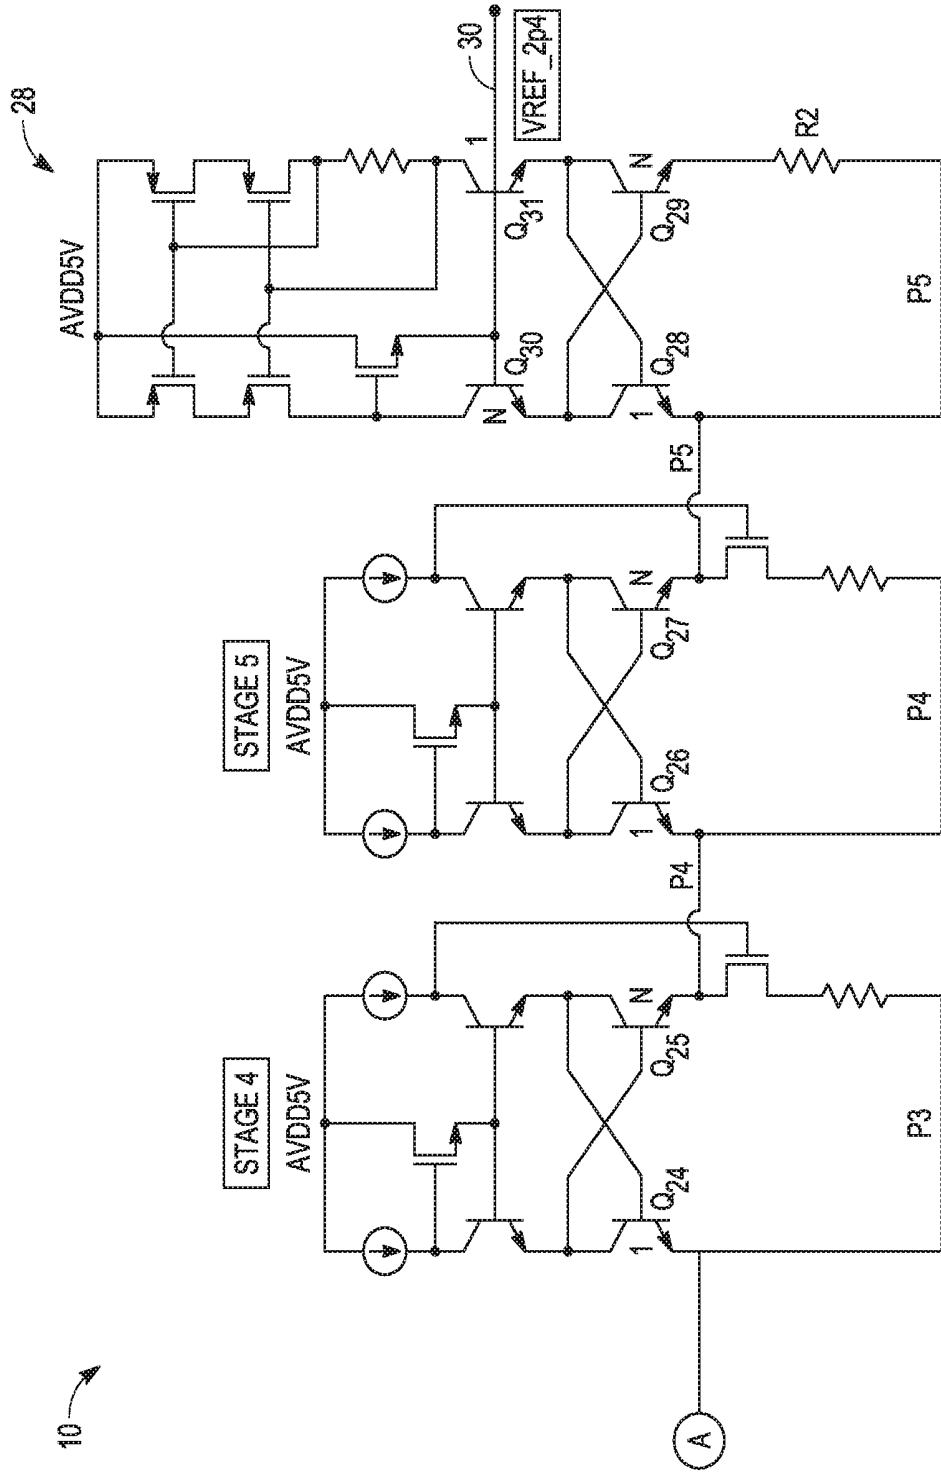 10
28
STAGE 4
AVDD5V
STAGE 5
AVDD5V
AVDD5V
30
VREF_2p4
N
1
Q30
Q31
1
N
Q24
Q25
P4
1
N
Q26
Q27
P5
1
N
Q28
Q29
R2
A
P3
P4
P5